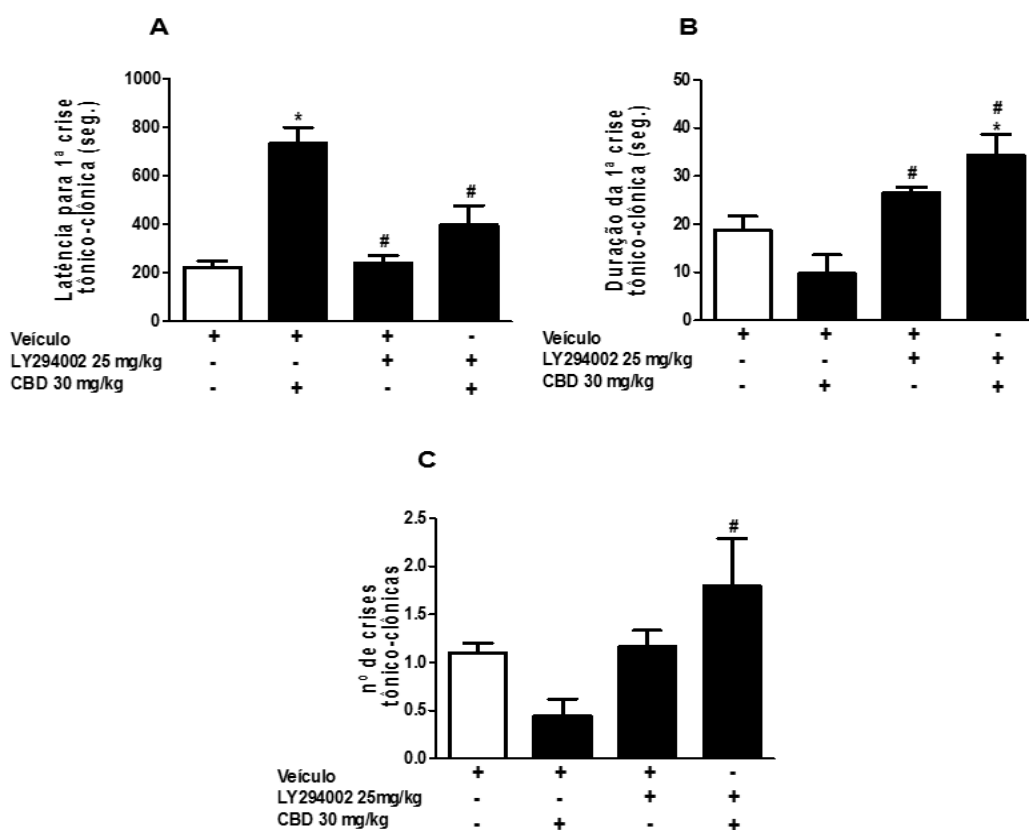 A
Latência para 1ª crise
tônico-clônica (seg.)
1000
800
600
400
200
0
*
#
#
Veículo + + + -
LY294002 25 mg/kg - - + +
CBD 30 mg/kg - + - +
B
Duração da 1ª crise
tônico-clônica (seg.)
50
40
30
20
10
0
#
#
*
Veículo + + + -
LY294002 25 mg/kg - - + +
CBD 30 mg/kg - + - +
C
nº de crises
tônico-clônicas
2.5
2.0
1.5
1.0
0.5
0.0
#
Veículo + + + -
LY294002 25mg/kg - - + +
CBD 30 mg/kg - + - +